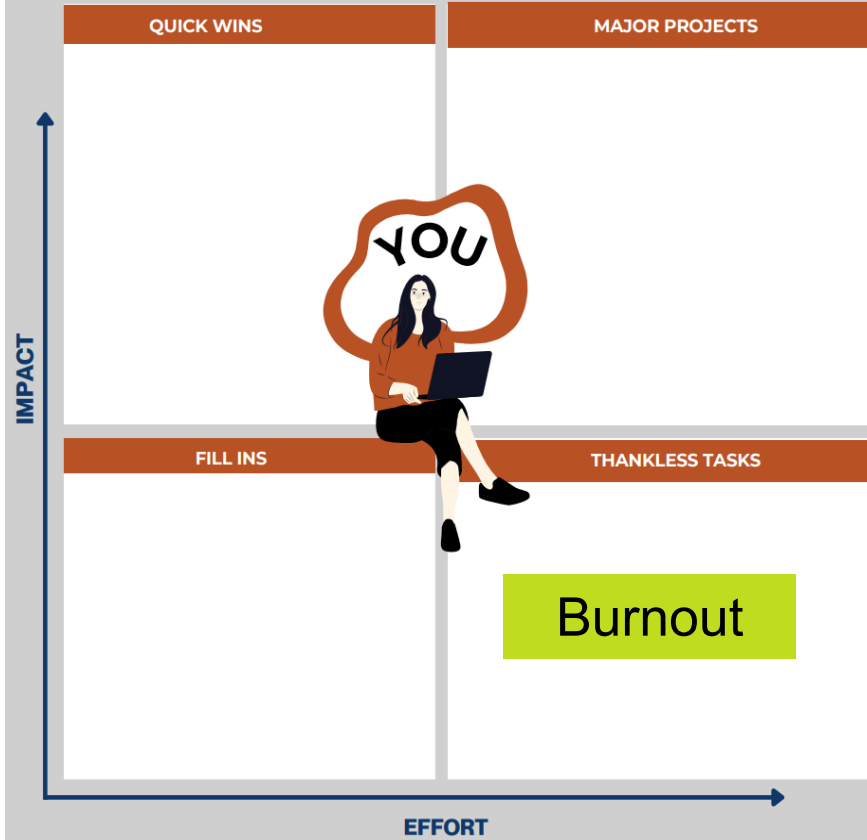 QUICK WINS
MAJOR PROJECTS
YOU
IMPACT
FILL INS
THANKLESS TASKS
Burnout
EFFORT